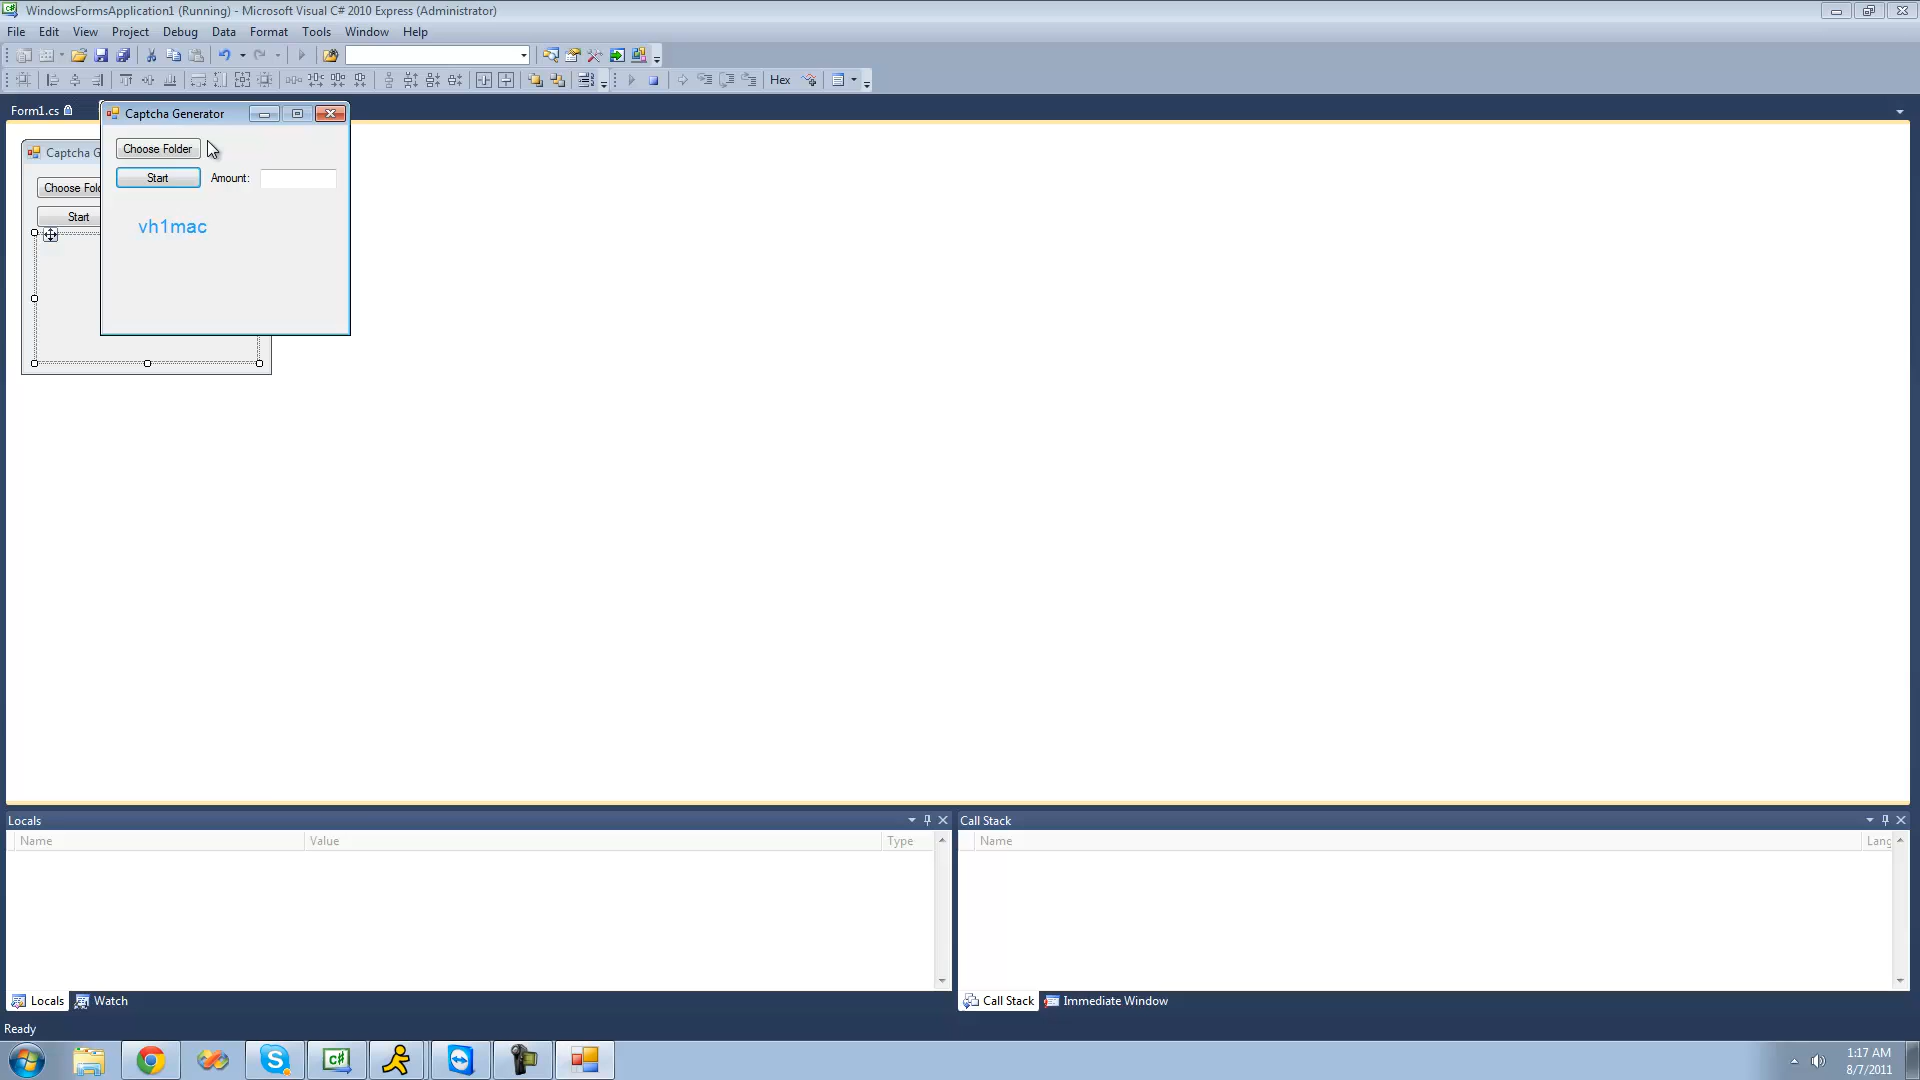 WindowsFormsApplication1 (Running) - Microsoft Visual C# 2010 Express (Administrator)
File Edit View Project Debug Data Format Tools Window Help
Hex
Form1.cs
Captcha Generator
Choose Folder
Start Amount:
vh1mac
Captcha G
Choose Fold
Start
Locals
Name Value Type
Call Stack
Name Lang
Locals Watch
Call Stack Immediate Window
Ready
1:17 AM
8/7/2011